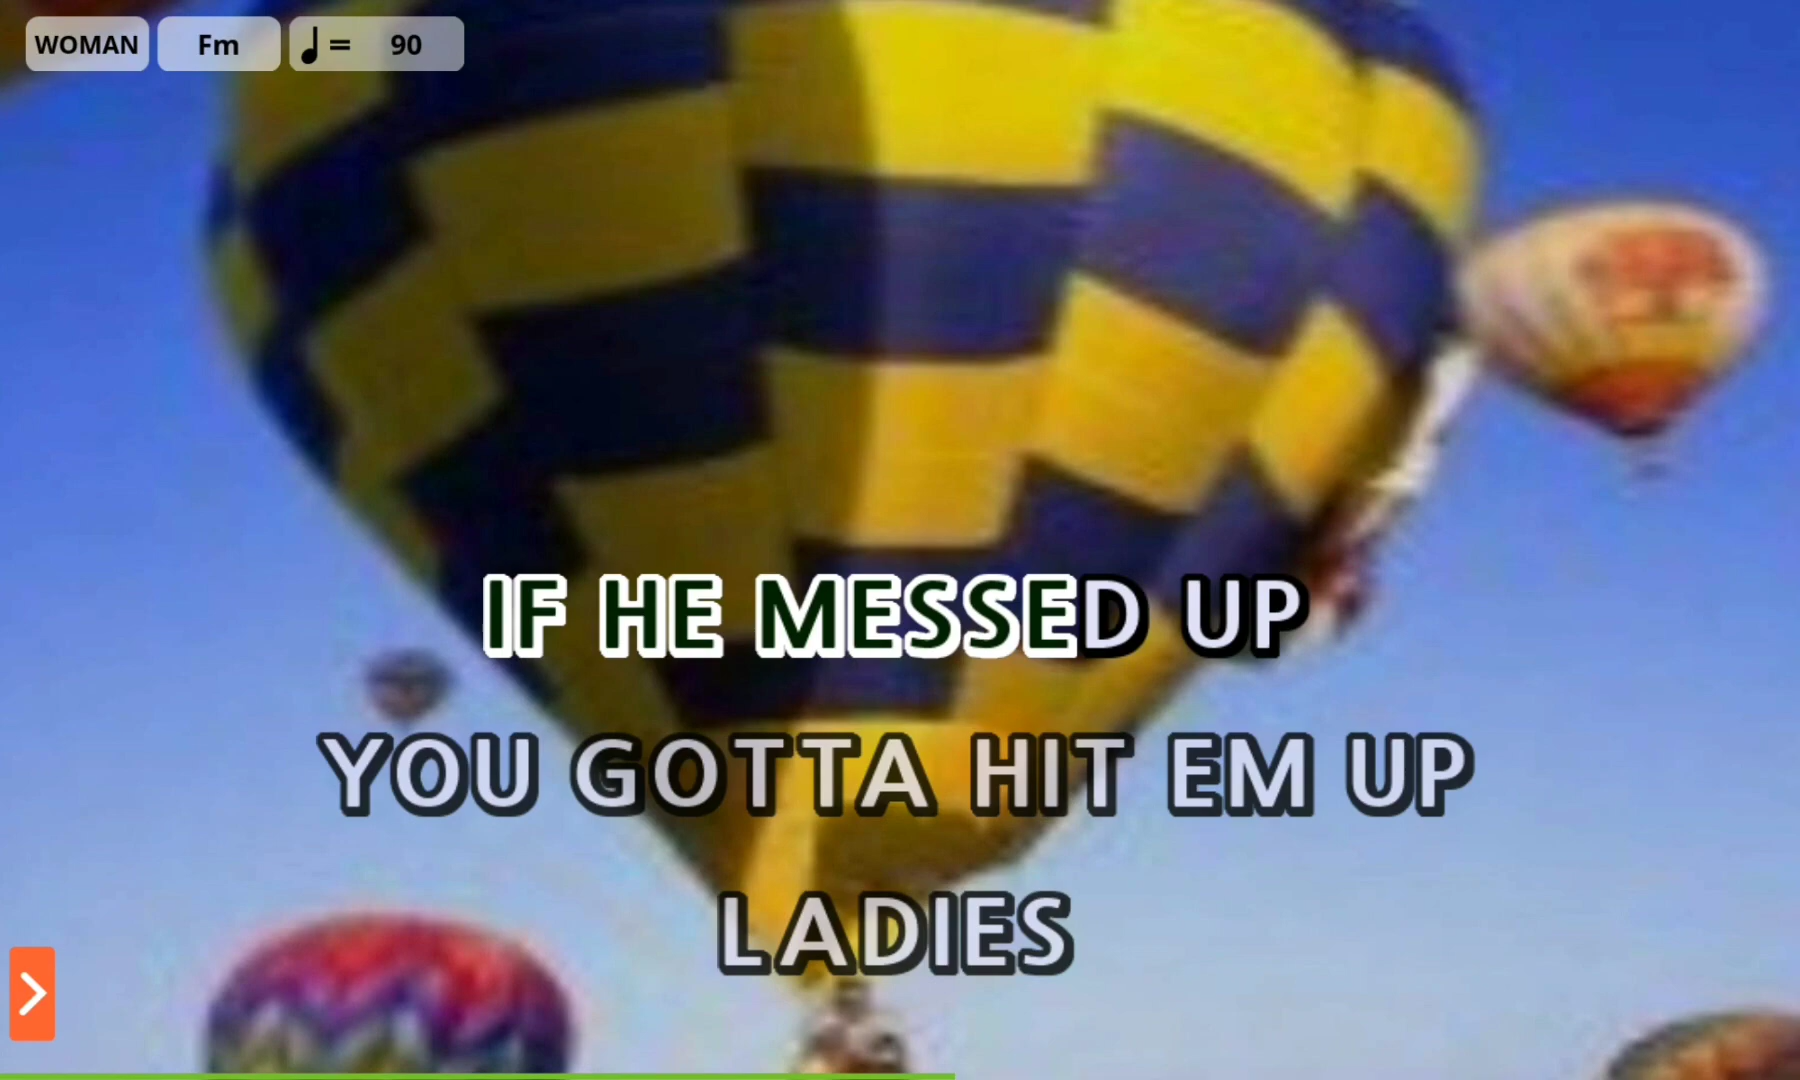 WOMAN Fm ♩= 90
IF HE MESSED UP
YOU GOTTA HIT EM UP
LADIES